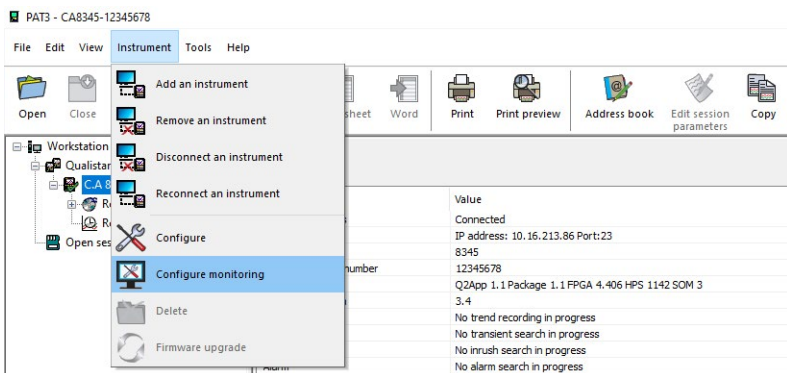 PAT3 - CA8345-12345678
File Edit View Instrument Tools Help
Open Close sheet Word Print Print preview Address book Edit session parameters Copy
Add an instrument
Remove an instrument
Disconnect an instrument
Reconnect an instrument
Configure
Configure monitoring
Delete
Firmware upgrade
Workstation
Qualistar
C.A 8
Open ses
number
Alarm
Value
Connected
IP address: 10.16.213.86 Port:23
8345
12345678
Q2App 1.1 Package 1.1 FPGA 4.406 HPS 1142 SOM 3
3.4
No trend recording in progress
No transient search in progress
No inrush search in progress
No alarm search in progress